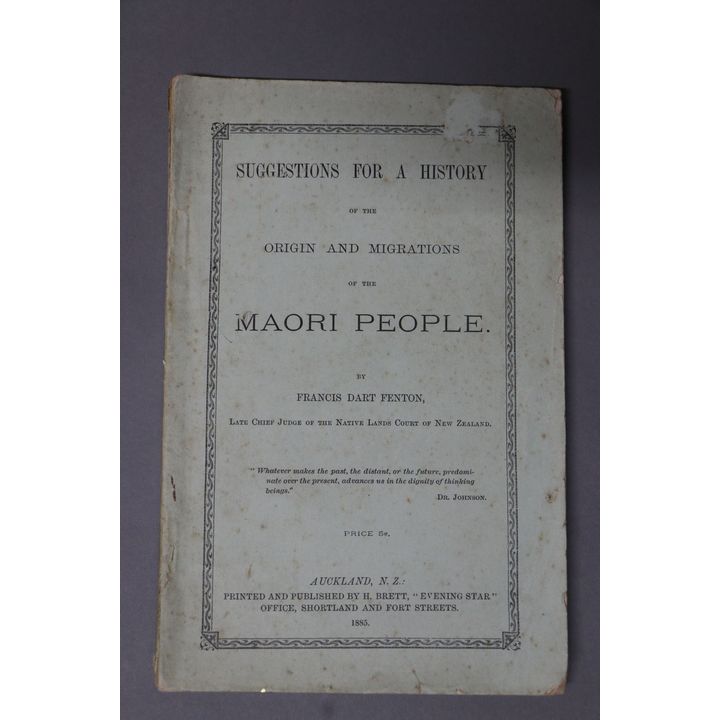 SUGGESTIONS FOR A HISTORY
OF THE
ORIGIN AND MIGRATIONS
OF THE
MAORI PEOPLE.
BY
FRANCIS DART FENTON,
LATE CHIEF JUDGE OF THE NATIVE LANDS COURT OF NEW ZEALAND.
"Whatever makes the past, the distant, or the future, predomi-
nate over the present, advances us in the dignity of thinking
beings."
DR. JOHNSON.
PRICE 5s.
AUCKLAND, N. Z.:
PRINTED AND PUBLISHED BY H. BRETT, "EVENING STAR"
OFFICE, SHORTLAND AND FORT STREETS.
1885.